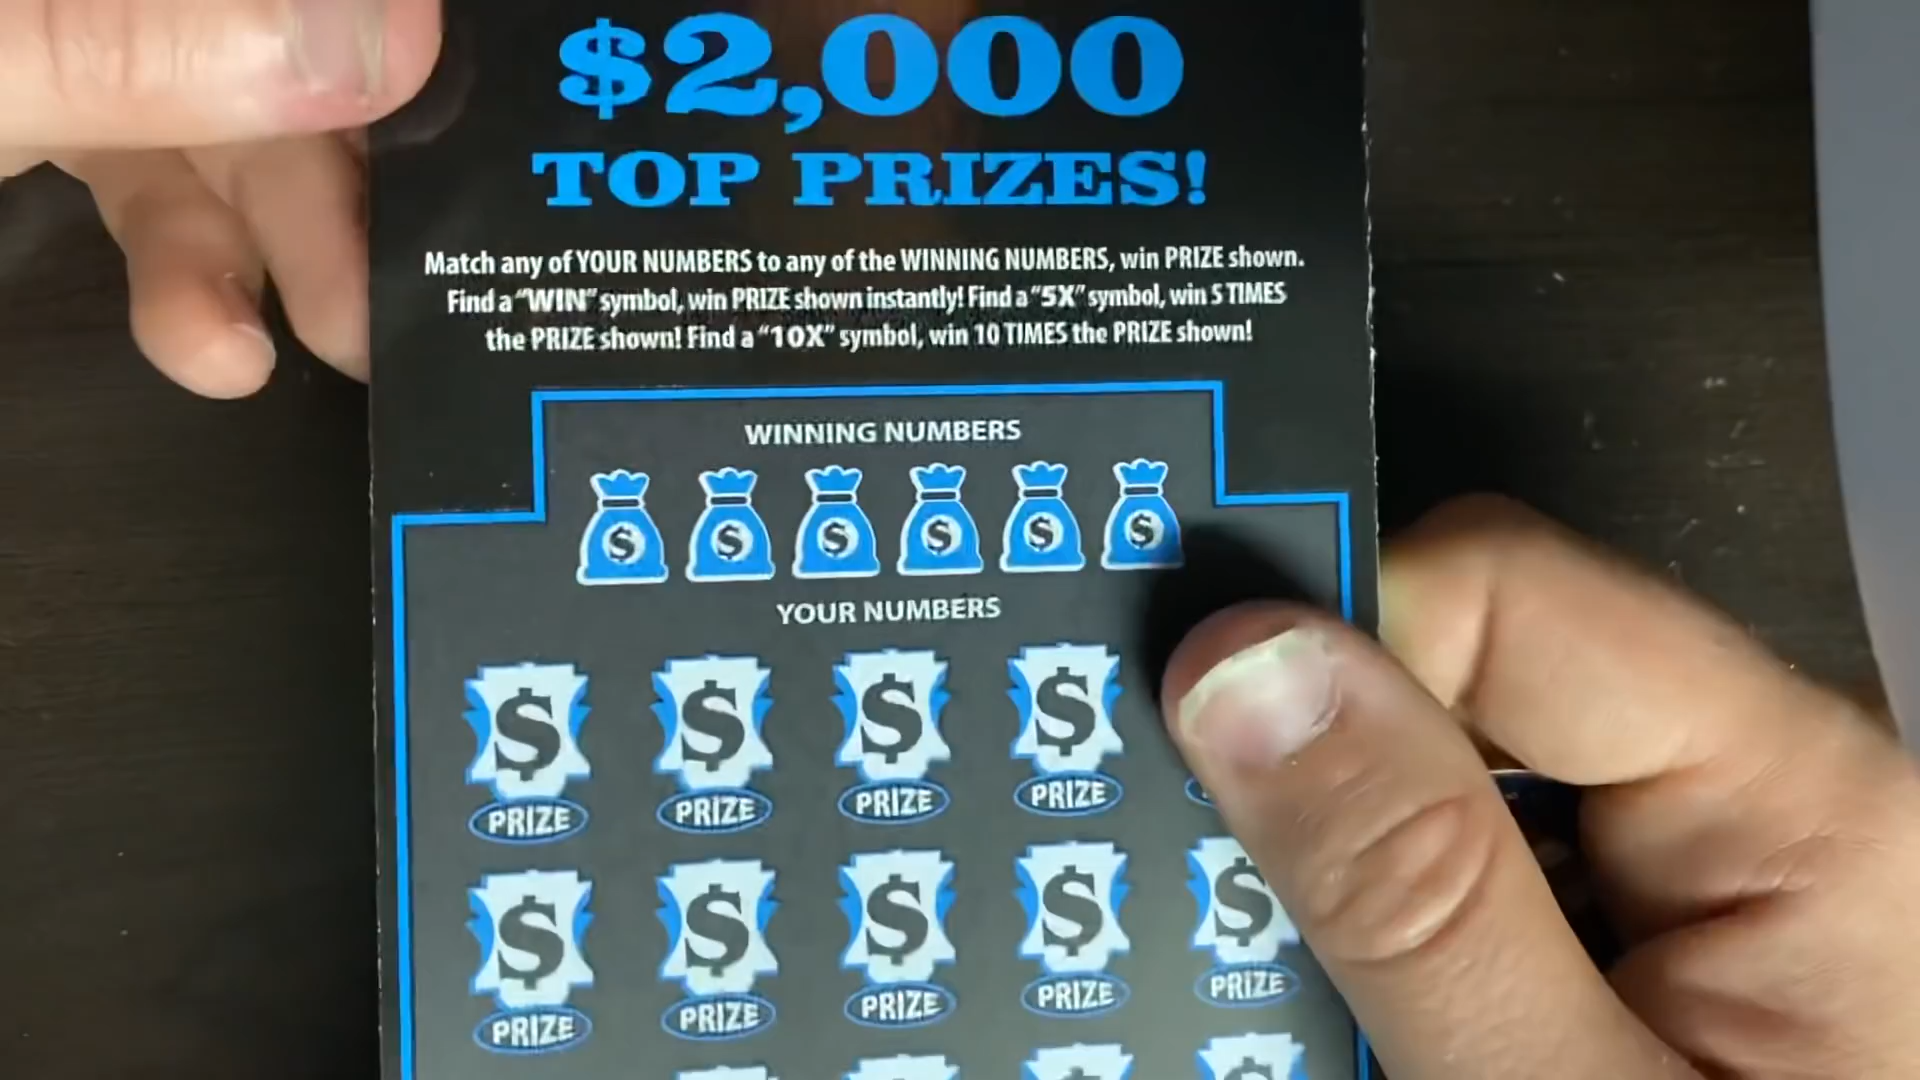 $2,000
TOP PRIZES!
Match any of YOUR NUMBERS to any of the WINNING NUMBERS, win PRIZE shown.
Find a "WIN" symbol, win PRIZE shown instantly! Find a "5X" symbol, win 5 TIMES
the PRIZE shown! Find a "10X" symbol, win 10 TIMES the PRIZE shown!
WINNING NUMBERS
$ $ $ $ $ $
YOUR NUMBERS
$ $ $ $
PRIZE PRIZE PRIZE PRIZE
$ $ $ $ $
PRIZE PRIZE PRIZE PRIZE PRIZE
$ $ $